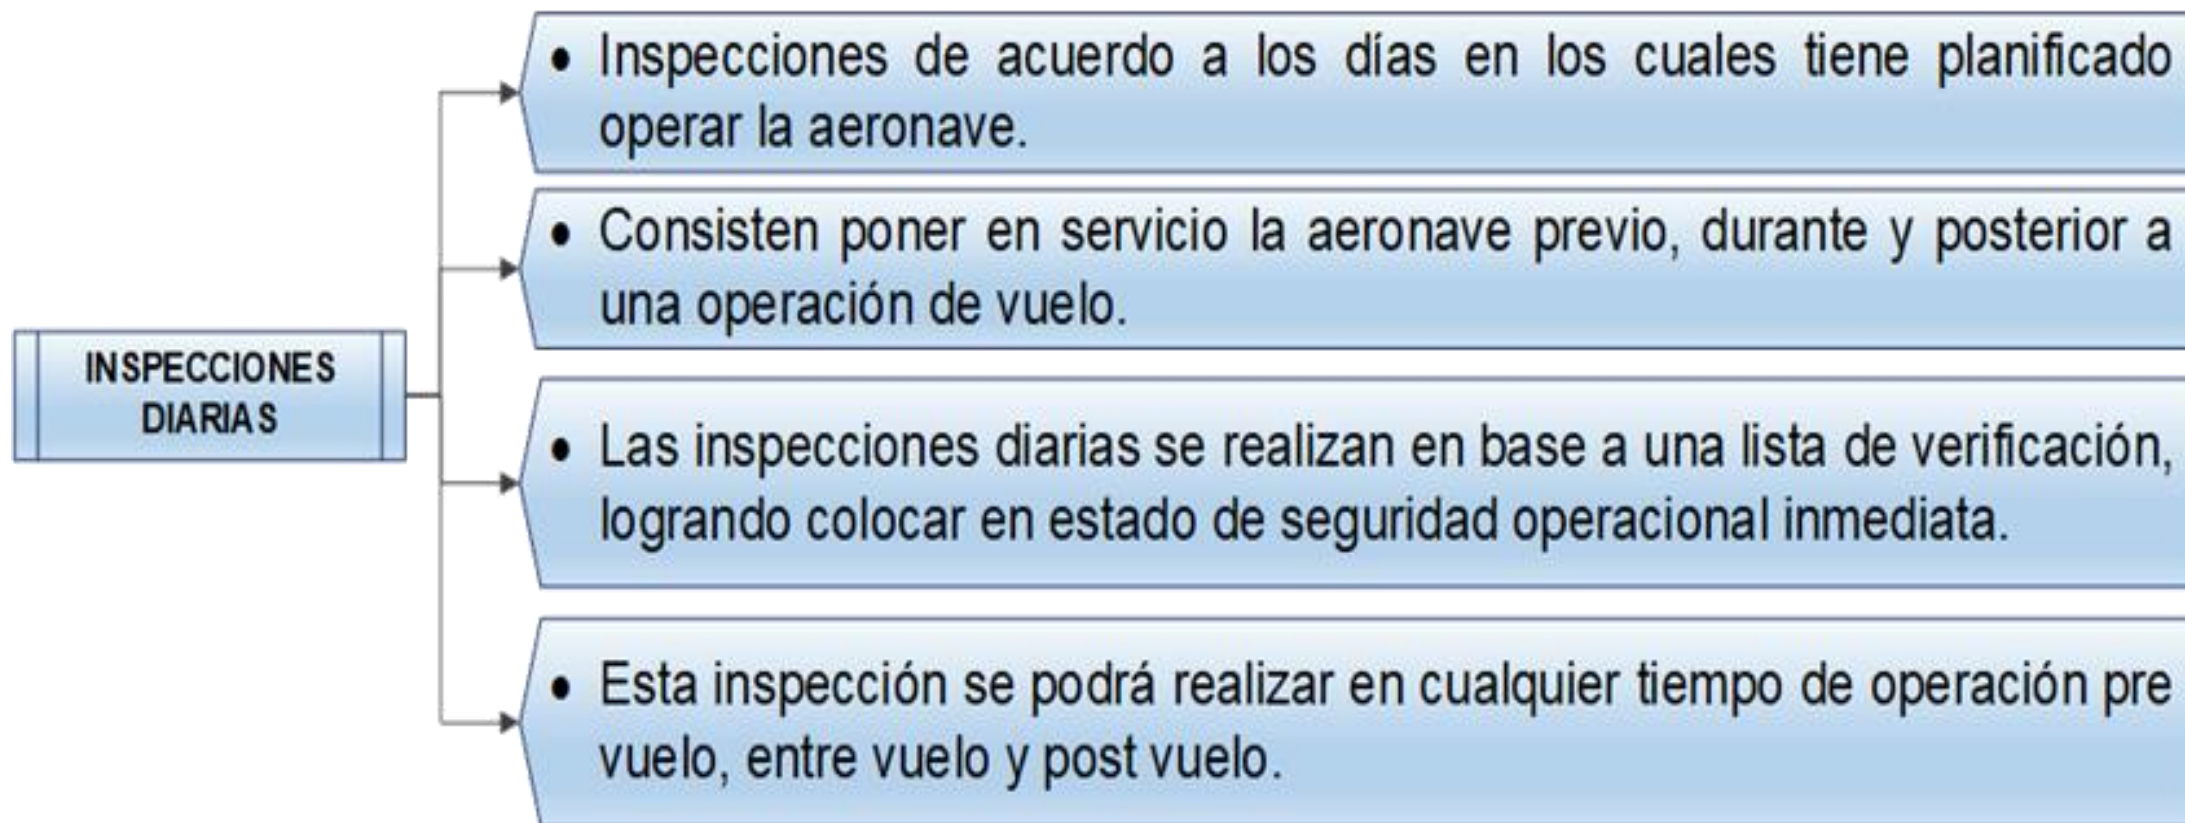 INSPECCIONES
DIARIAS
• Inspecciones de acuerdo a los días en los cuales tiene planificado
operar la aeronave.
• Consisten poner en servicio la aeronave previo, durante y posterior a
una operación de vuelo.
• Las inspecciones diarias se realizan en base a una lista de verificación,
logrando colocar en estado de seguridad operacional inmediata.
• Esta inspección se podrá realizar en cualquier tiempo de operación pre
vuelo, entre vuelo y post vuelo.